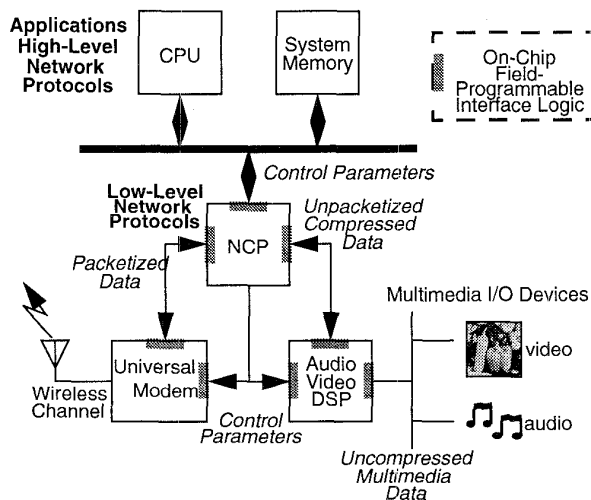 Applications
High-Level
Network
Protocols
CPU
System
Memory
On-Chip
Field-
Programmable
Interface Logic
Control Parameters
Low-Level
Network
Protocols
Unpacketized
Compressed
Data
NCP
Packetized
Data
Multimedia I/O Devices
Universal
Modem
Audio
Video
DSP
video
Wireless
Channel
Control
Parameters
audio
Uncompressed
Multimedia
Data